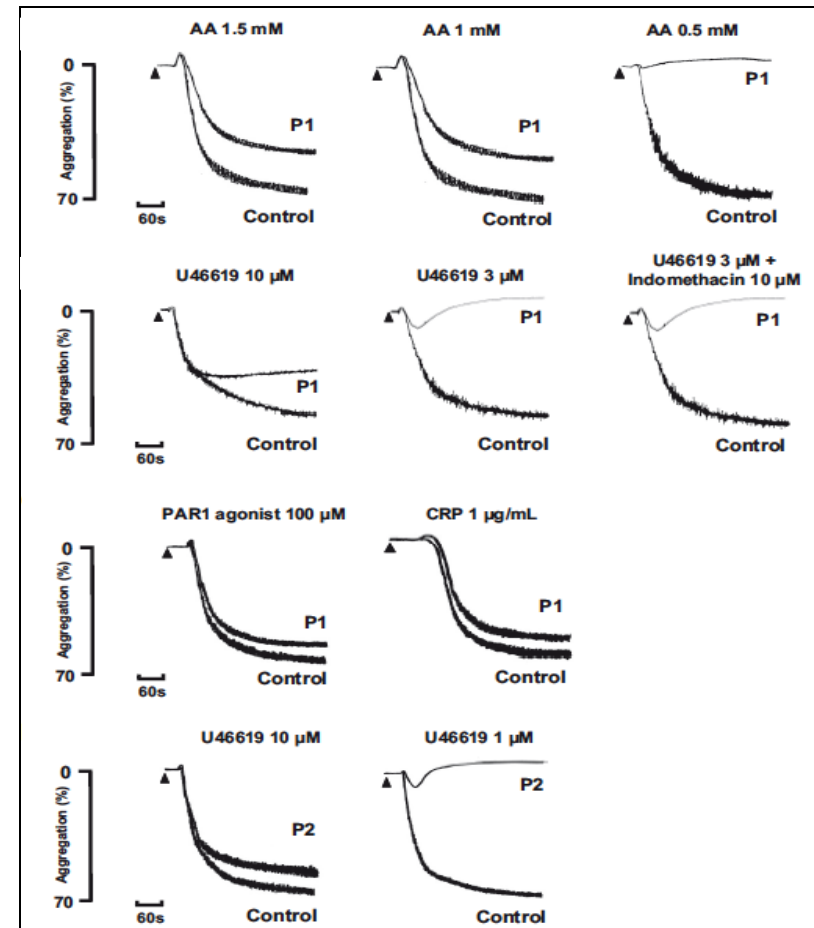 AA 1.5 mM
AA 1 mM
AA 0.5 mM
Aggregation (%)
0
70
60s
P1
Control
P1
Control
P1
Control
U46619 10 µM
U46619 3 µM
U46619 3 µM +
Indomethacin 10 µM
Aggregation (%)
0
70
60s
P1
Control
P1
Control
P1
Control
PAR1 agonist 100 µM
CRP 1 µg/mL
Aggregation (%)
0
70
60s
P1
Control
P1
Control
U46619 10 µM
U46619 1 µM
Aggregation (%)
0
70
60s
P2
Control
P2
Control